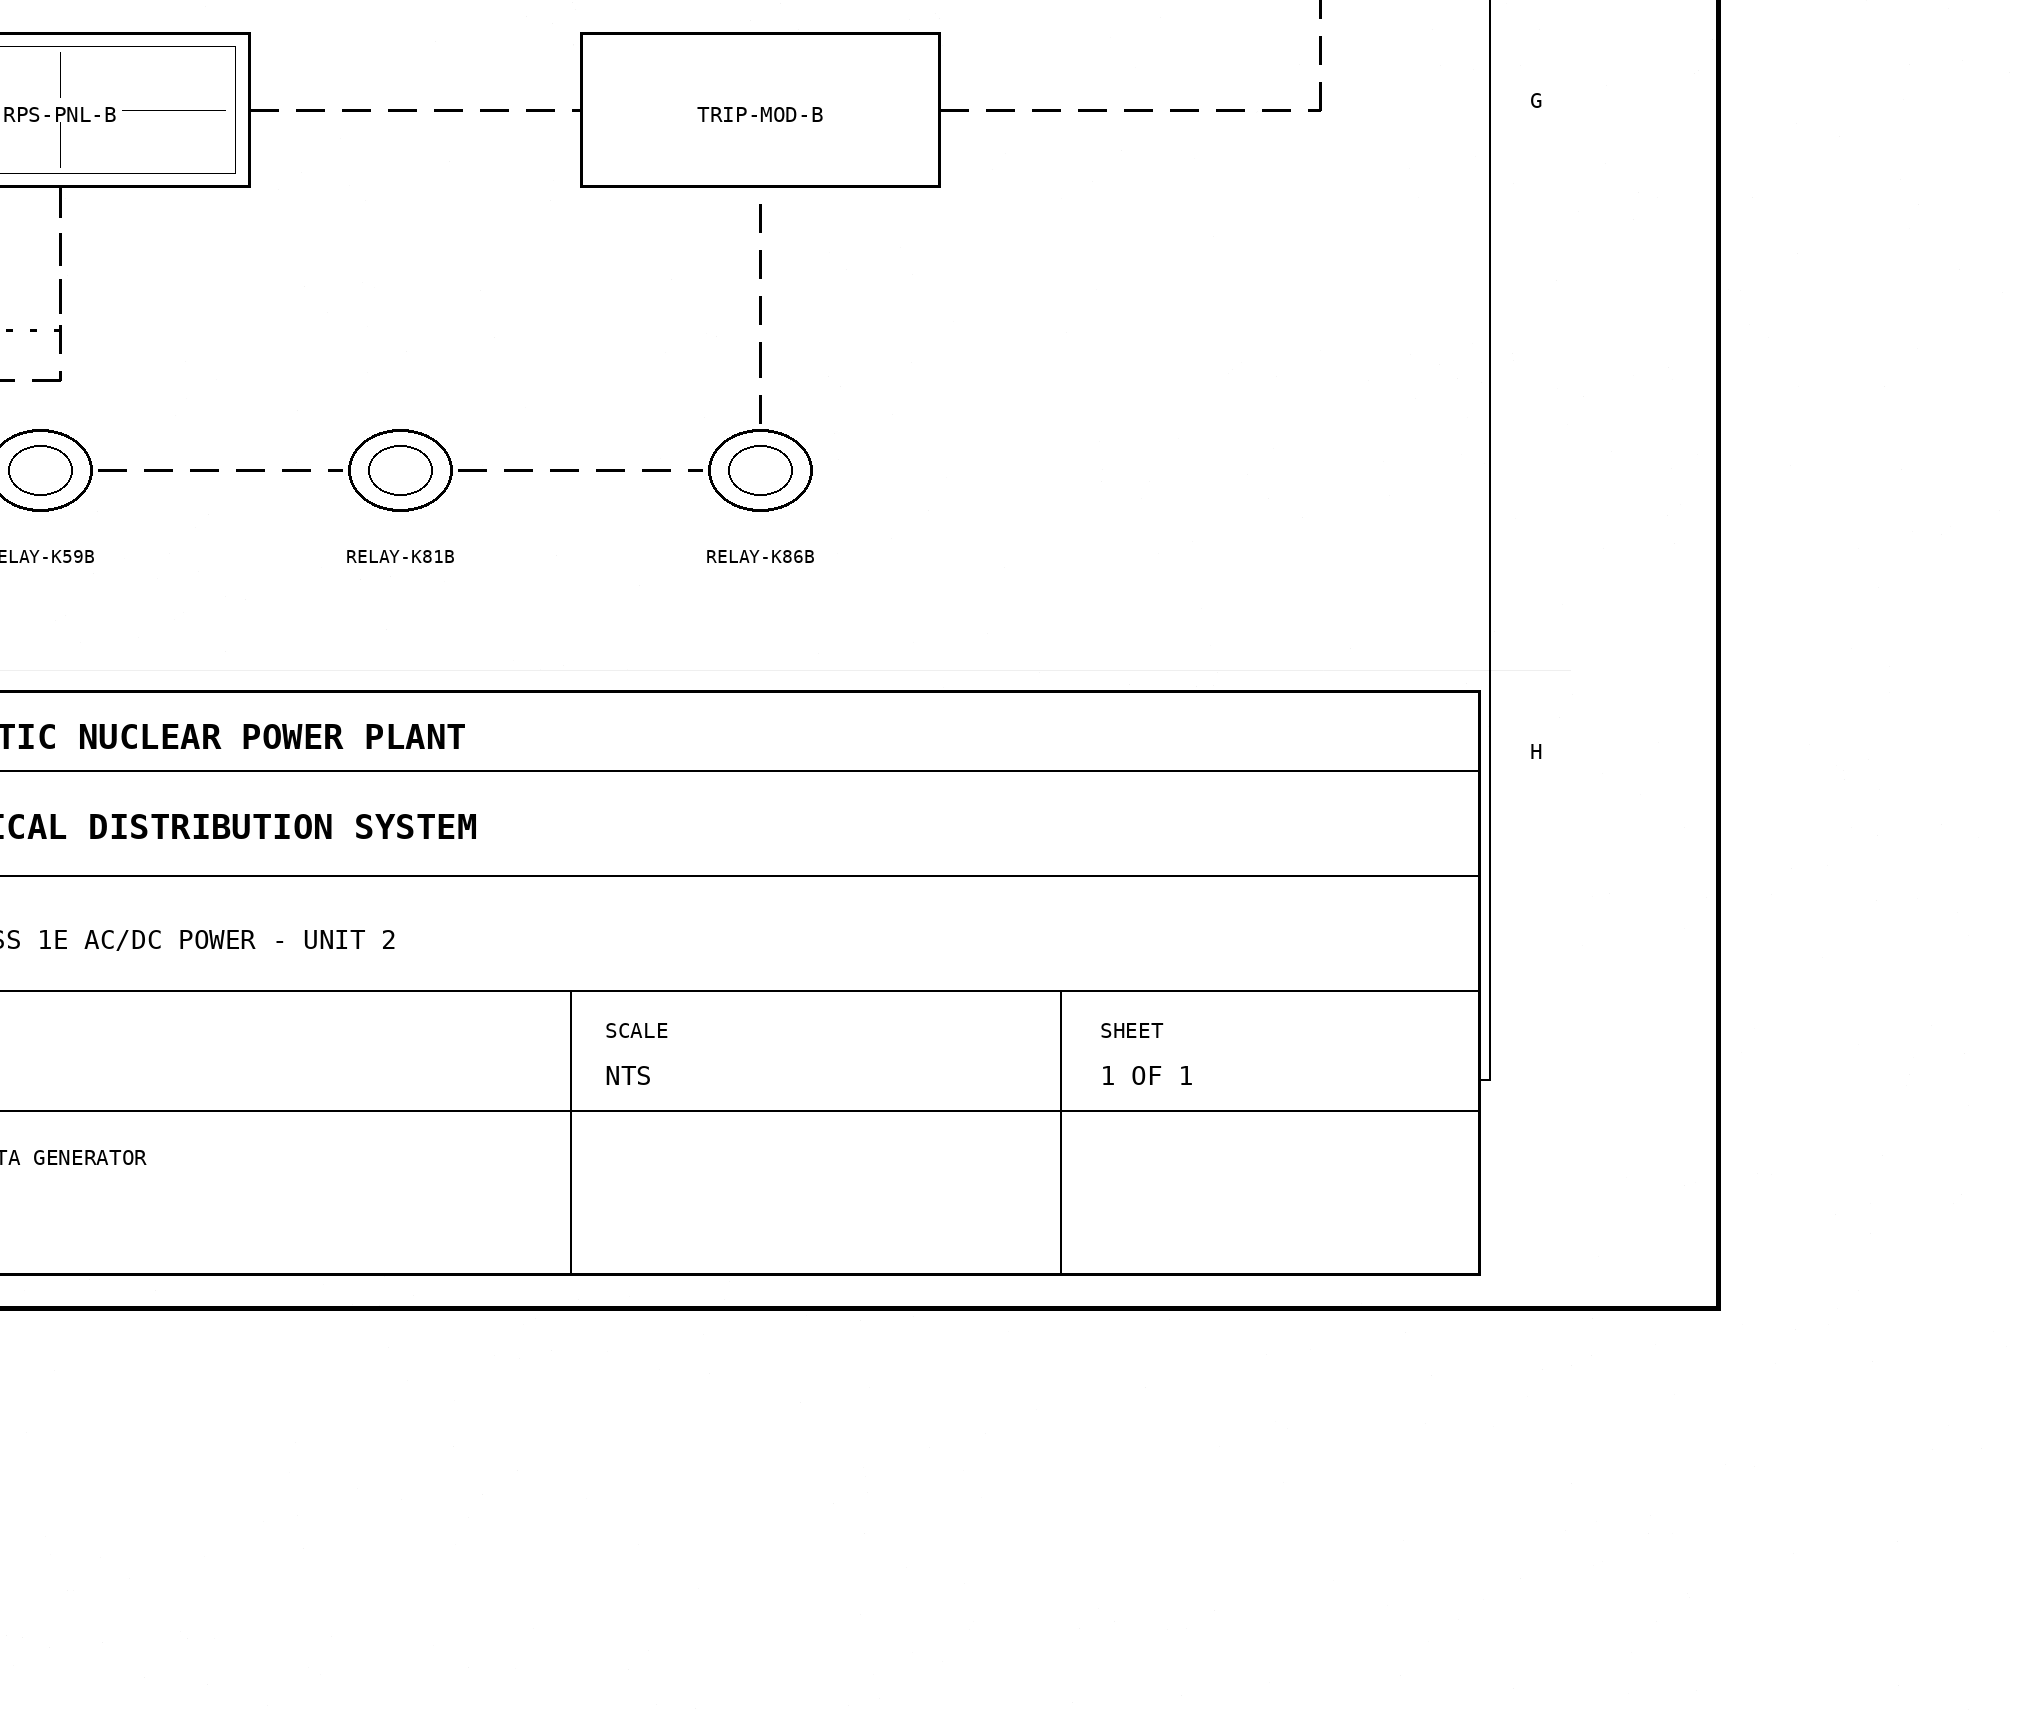 G
RPS-PNL-B
TRIP-MOD-B
ELAY-K59B
RELAY-K81B
RELAY-K86B
TIC NUCLEAR POWER PLANT
H
ICAL DISTRIBUTION SYSTEM
SS 1E AC/DC POWER - UNIT 2
SCALE
NTS
SHEET
1 OF 1
TA GENERATOR